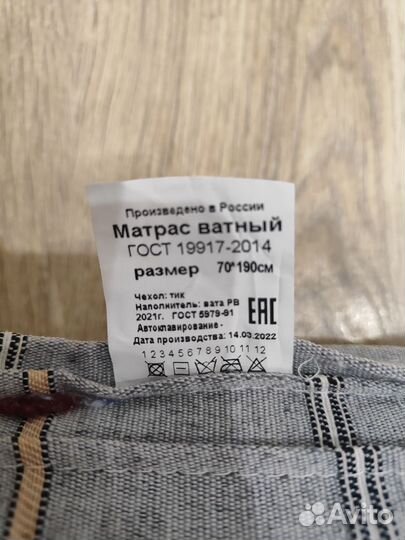 Произведено в России
Матрас ватный
ГОСТ 19917-2014
размер 70*190см
Чехол: тик
Наполнитель: вата РВ
2021г. ГОСТ 5979-91
Автоклавирование -
Дата производства: 14.03.2022
1 2 3 4 5 6 7 8 9 10 11 12
EAC
Avito